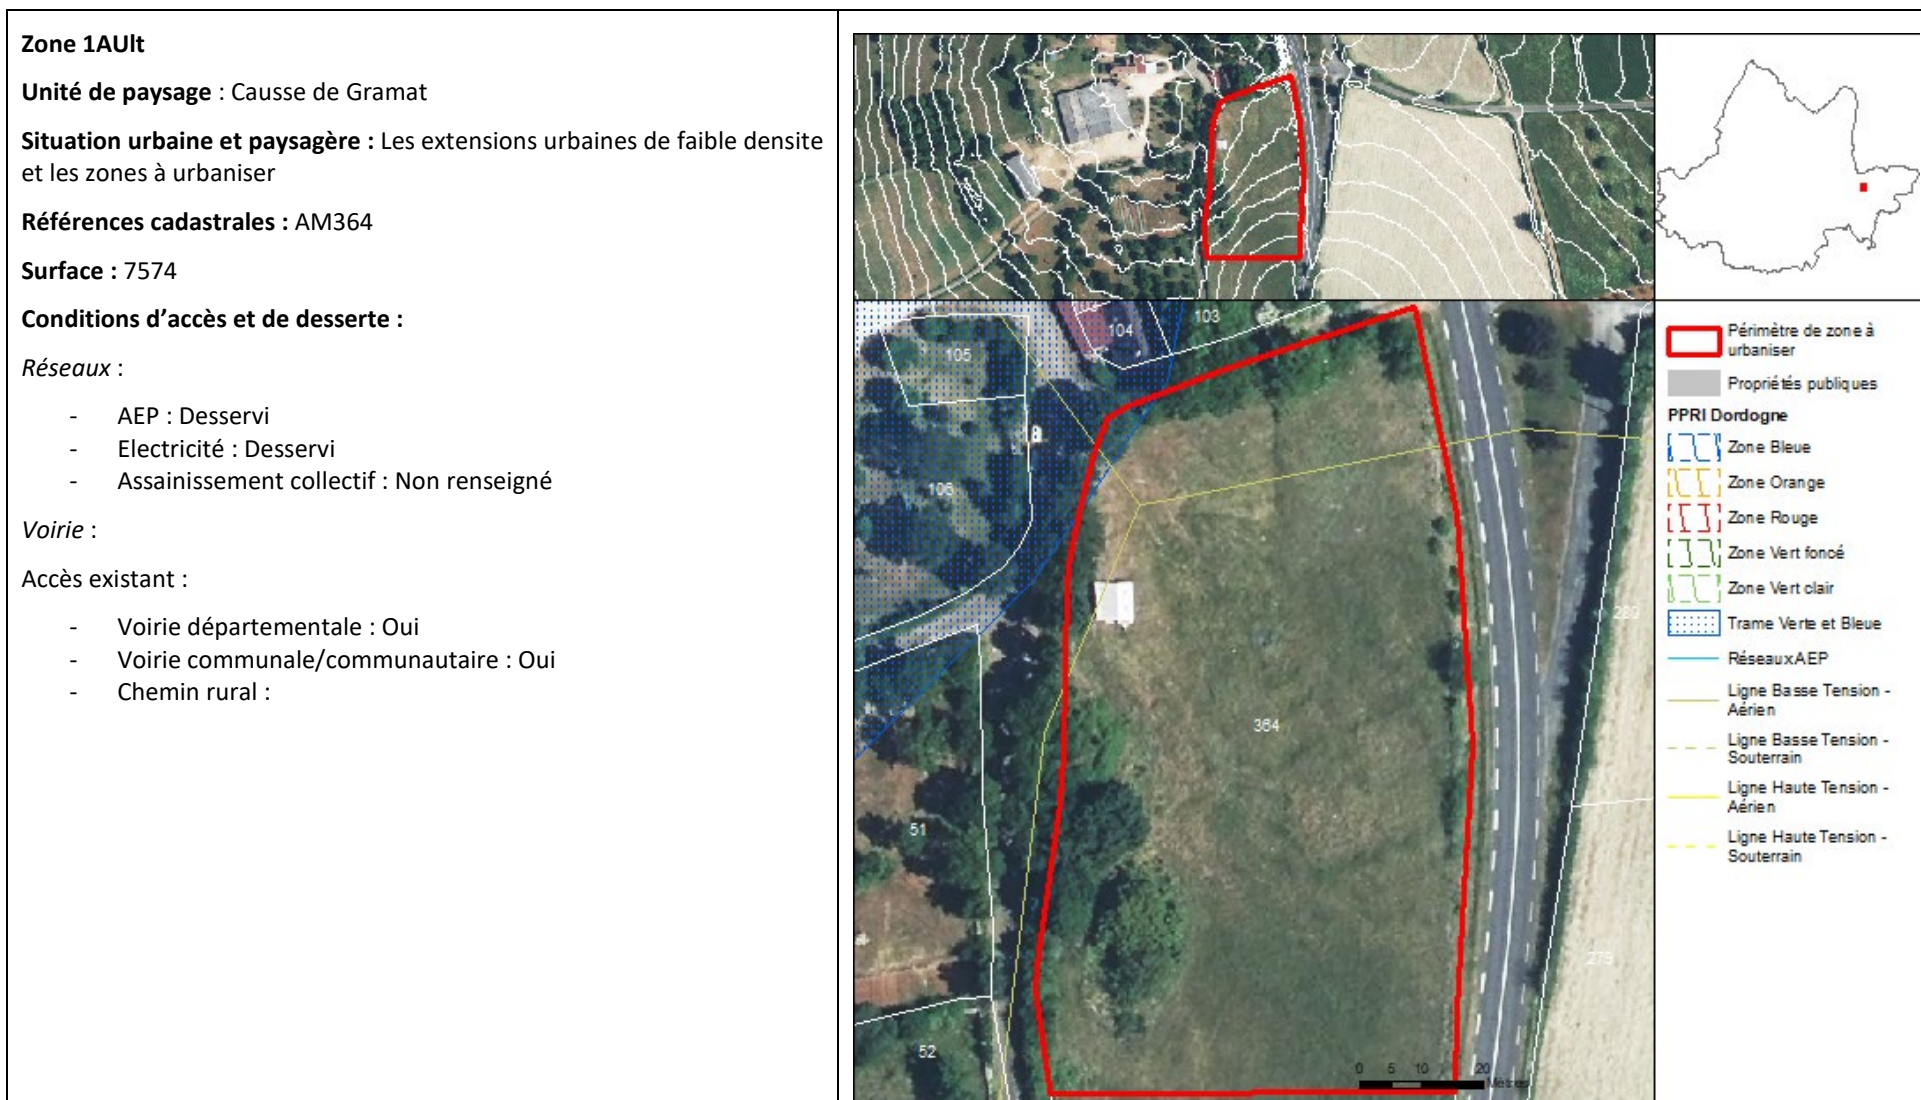 Zone 1AUlt
Unité de paysage : Causse de Gramat
Situation urbaine et paysagère : Les extensions urbaines de faible densite
et les zones à urbaniser
Références cadastrales : AM364
Surface : 7574
Conditions d’accès et de desserte :
Réseaux :
- AEP : Desservi
- Electricité : Desservi
- Assainissement collectif : Non renseigné
Voirie :
Accès existant :
- Voirie départementale : Oui
- Voirie communale/communautaire : Oui
- Chemin rural :
103
104
105
106
364
280
51
279
52
0 5 10 20
Mètres
Périmètre de zone à
urbaniser
Propriétés publiques
PPRI Dordogne
Zone Bleue
Zone Orange
Zone Rouge
Zone Vert foncé
Zone Vert clair
Trame Verte et Bleue
Réseaux AEP
Ligne Basse Tension -
Aérien
Ligne Basse Tension -
Souterrain
Ligne Haute Tension -
Aérien
Ligne Haute Tension -
Souterrain